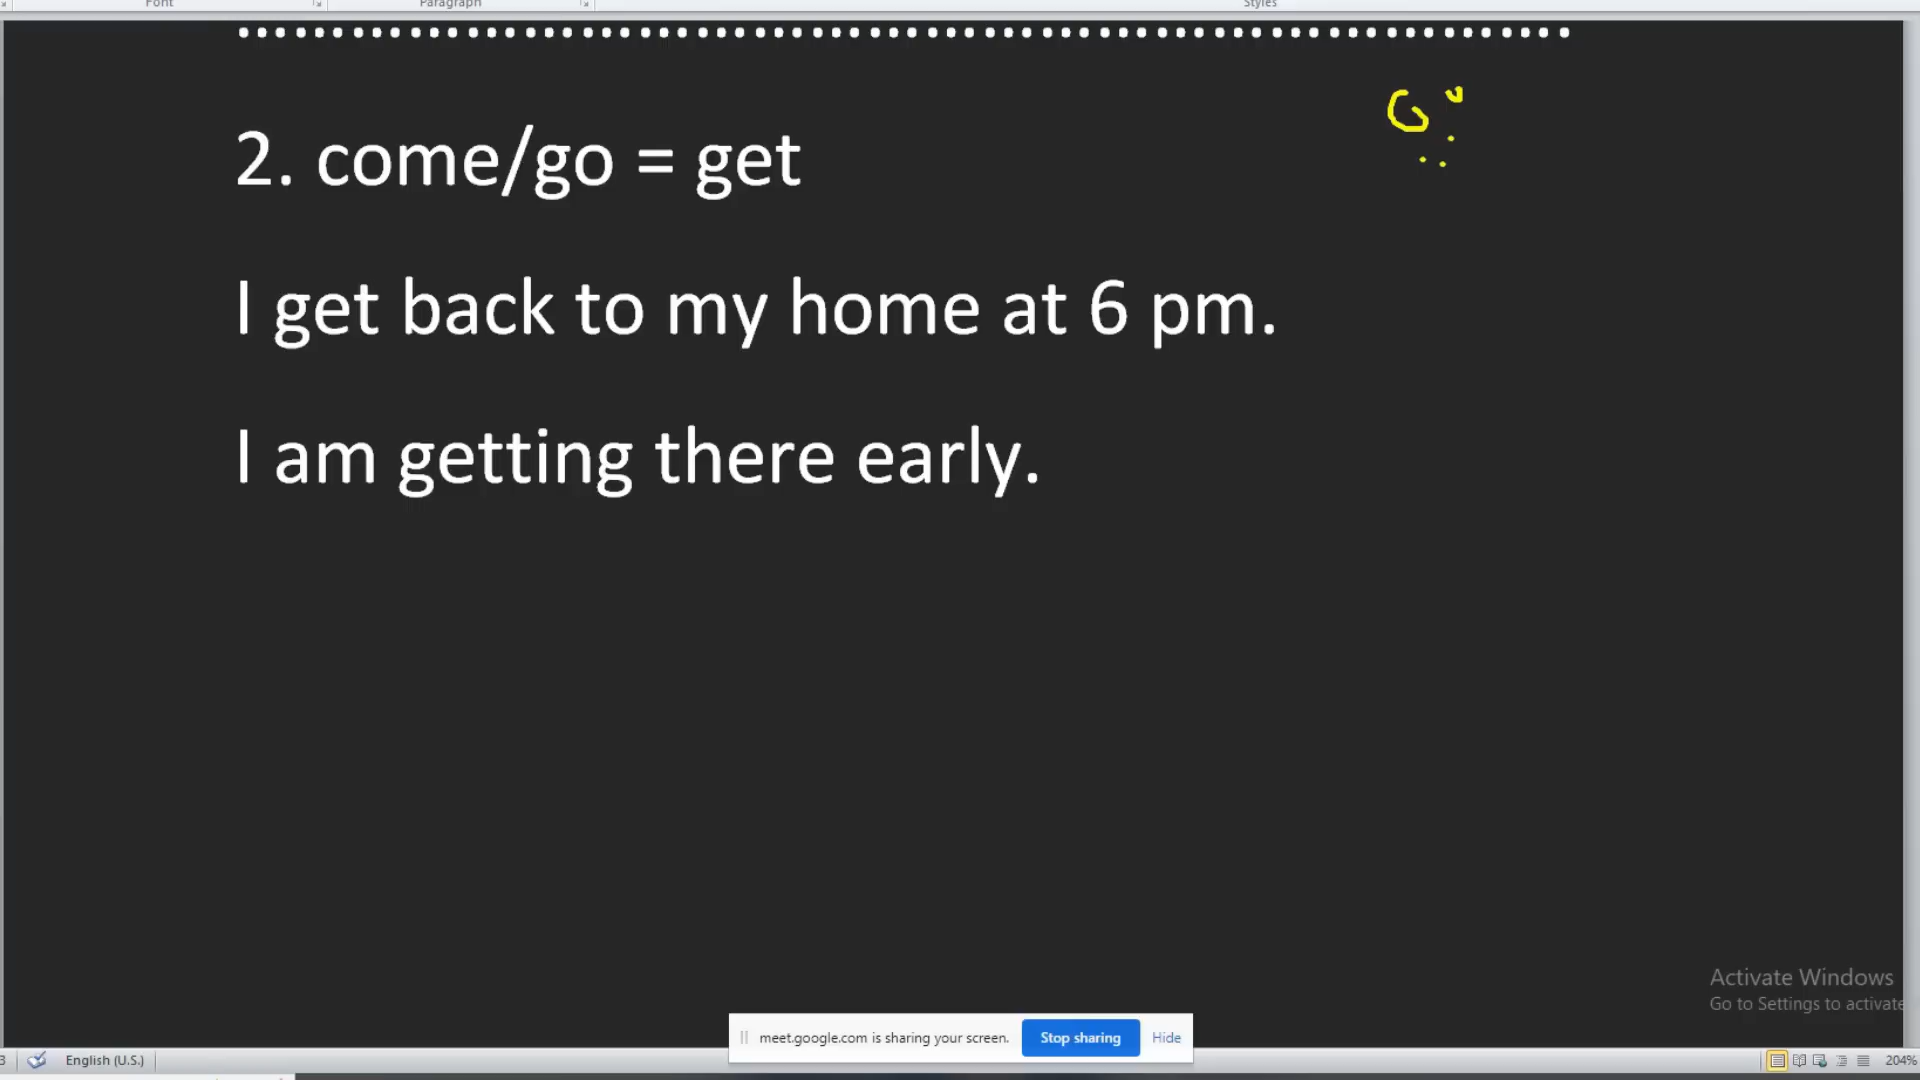 Font Paragraph Styles
2. come/go = get
I get back to my home at 6 pm.
I am getting there early.
Activate Windows
Go to Settings to activate
meet.google.com is sharing your screen. Stop sharing Hide
3 English (U.S.) 204%